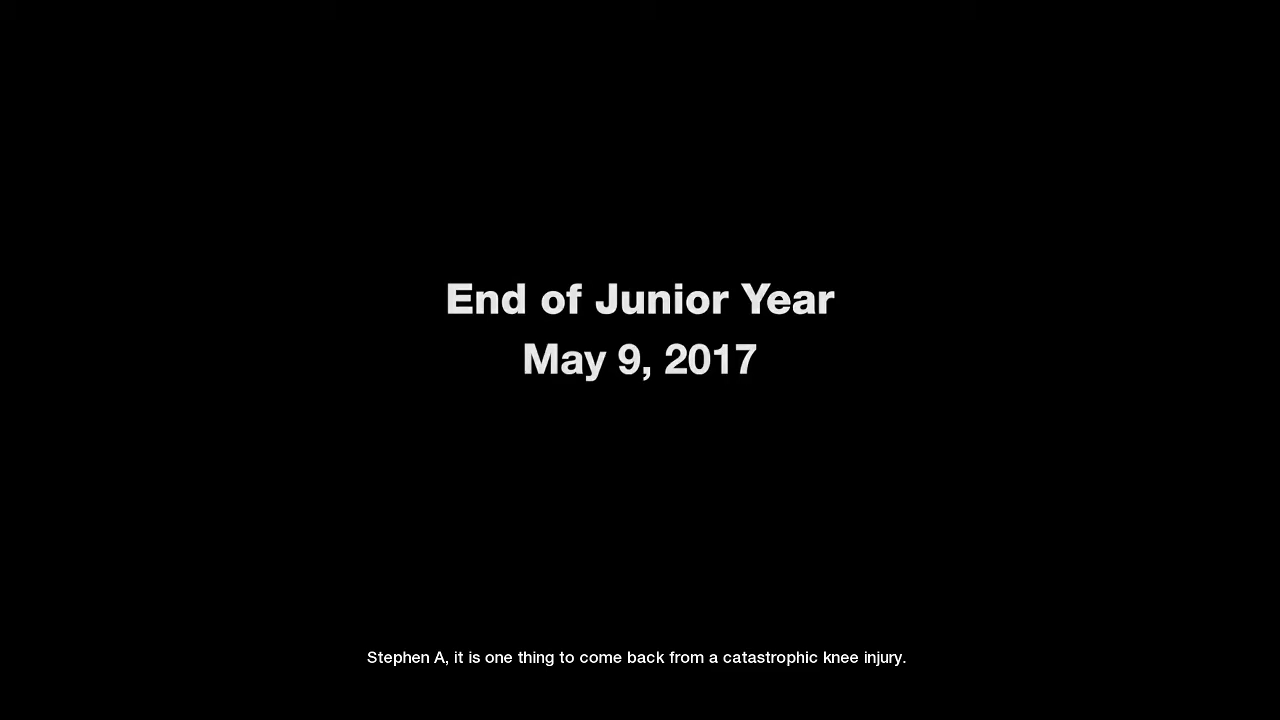 End of Junior Year
May 9, 2017
Stephen A, it is one thing to come back from a catastrophic knee injury.